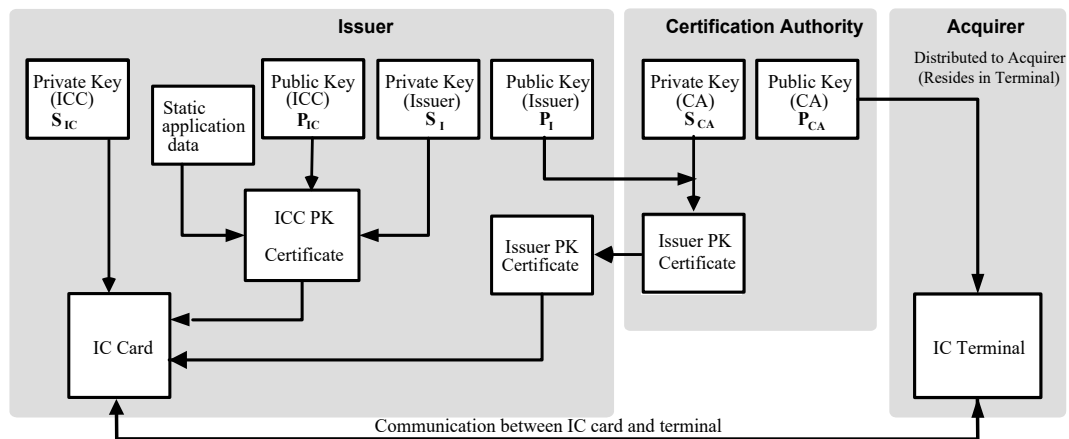 Issuer
Certification Authority
Acquirer
Distributed to Acquirer
(Resides in Terminal)
Private Key
(ICC)
S IC
Static
application
data
Public Key
(ICC)
P IC
Private Key
(Issuer)
S I
Public Key
(Issuer)
P I
Private Key
(CA)
S CA
Public Key
(CA)
P CA
ICC PK
Certificate
Issuer PK
Certificate
Issuer PK
Certificate
IC Card
IC Terminal
Communication between IC card and terminal